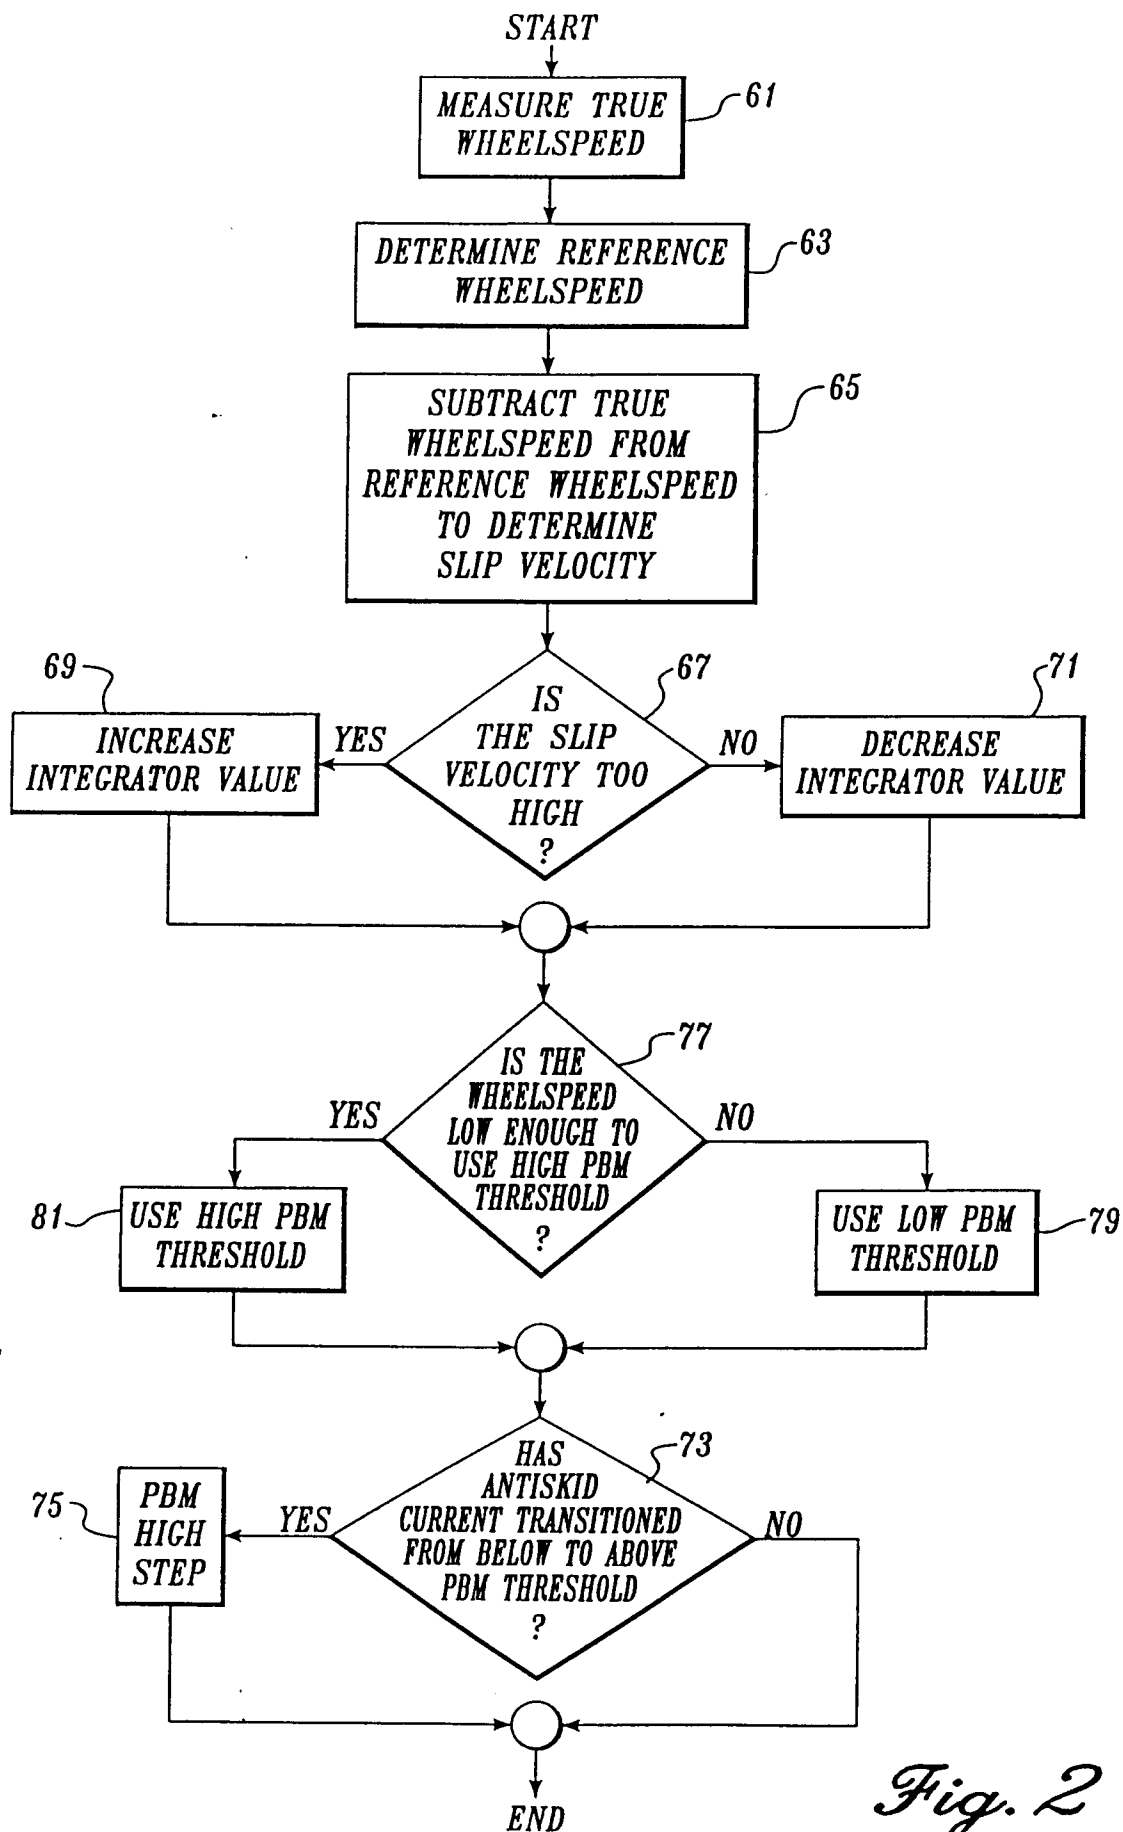 START
MEASURE TRUE
WHEELSPEED
61
DETERMINE REFERENCE
WHEELSPEED
63
SUBTRACT TRUE
WHEELSPEED FROM
REFERENCE WHEELSPEED
TO DETERMINE
SLIP VELOCITY
65
69
INCREASE
INTEGRATOR VALUE
YES
IS
THE SLIP
VELOCITY TOO
HIGH
?
67
NO
71
DECREASE
INTEGRATOR VALUE
77
IS THE
WHEELSPEED
LOW ENOUGH TO
USE HIGH PBM
THRESHOLD
?
YES
NO
81
USE HIGH PBM
THRESHOLD
USE LOW PBM
THRESHOLD
79
73
HAS
ANTISKID
CURRENT TRANSITIONED
FROM BELOW TO ABOVE
PBM THRESHOLD
?
75
PBM
HIGH
STEP
YES
NO
END
Fig. 2